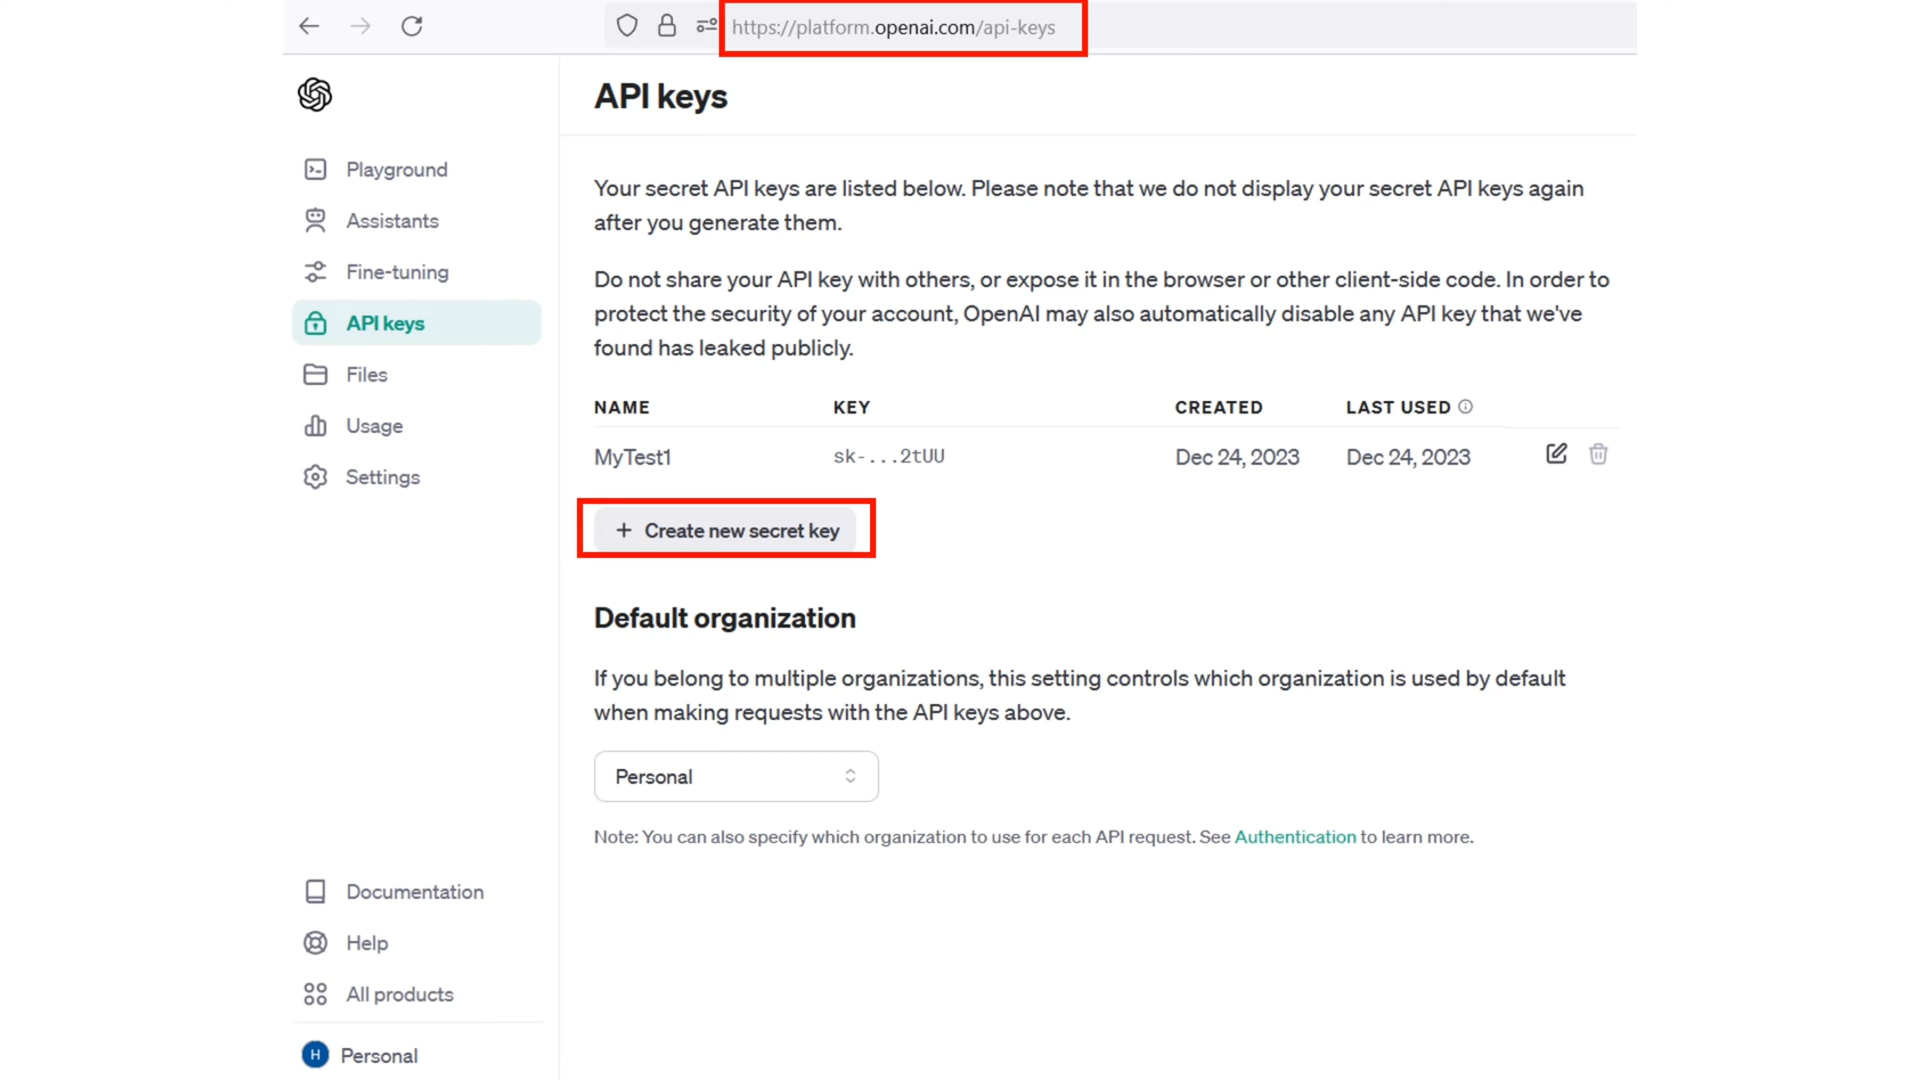 https://platform.openai.com/api-keys
API keys
Playground
Assistants
Fine-tuning
API keys
Files
Usage
Settings
Your secret API keys are listed below. Please note that we do not display your secret API keys again
after you generate them.
Do not share your API key with others, or expose it in the browser or other client-side code. In order to
protect the security of your account, OpenAI may also automatically disable any API key that we've
found has leaked publicly.
NAME KEY CREATED LAST USED
MyTest1 sk-...2tUU Dec 24, 2023 Dec 24, 2023
+ Create new secret key
Default organization
If you belong to multiple organizations, this setting controls which organization is used by default
when making requests with the API keys above.
Personal
Note: You can also specify which organization to use for each API request. See Authentication to learn more.
Documentation
Help
All products
H Personal